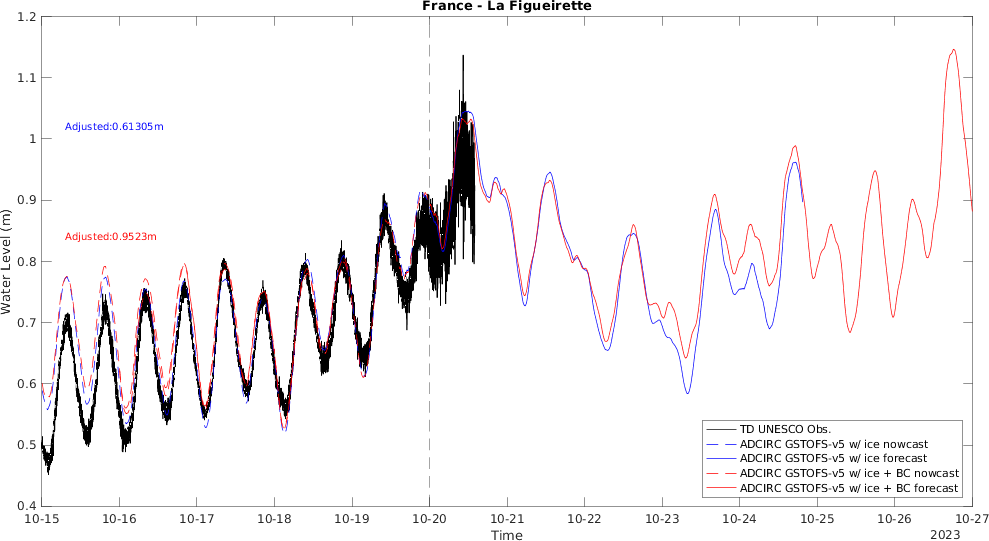 France - La Figueirette
1.2
1.1
1
0.9
0.8
0.7
0.6
0.5
0.4
Water Level (m)
Adjusted:0.61305m
Adjusted:0.9523m
TD UNESCO Obs.
ADCIRC GSTOFS-v5 w/ ice nowcast
ADCIRC GSTOFS-v5 w/ ice forecast
ADCIRC GSTOFS-v5 w/ ice + BC nowcast
ADCIRC GSTOFS-v5 w/ ice + BC forecast
10-15 10-16 10-17 10-18 10-19 10-20 10-21 10-22 10-23 10-24 10-25 10-26 10-27
Time
2023